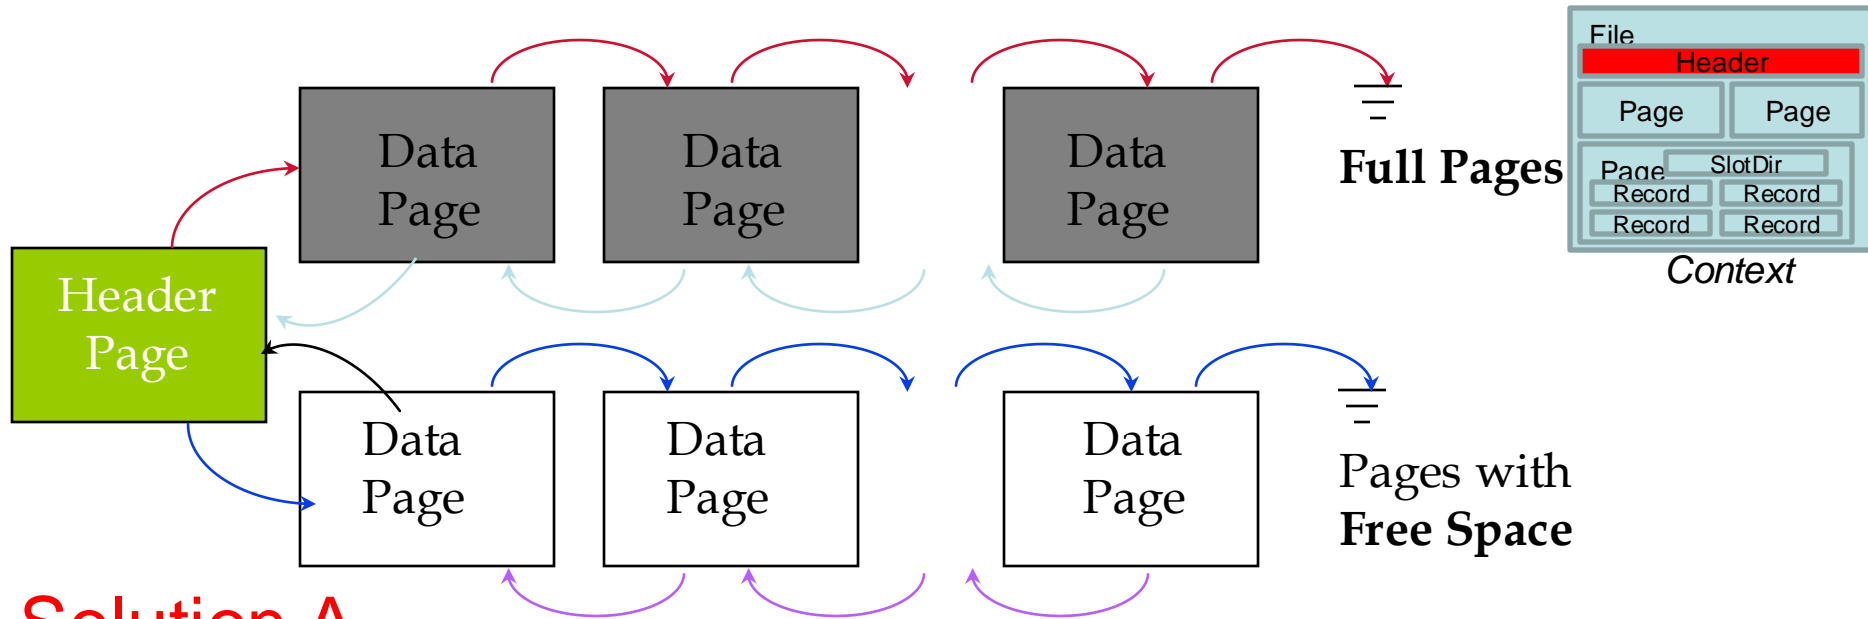 Data
Page
Data
Page
Data
Page
Full Pages
Header
Page
Data
Page
Data
Page
Data
Page
Pages with
Free Space
File
Header
Page Page
Page
SlotDir
Record Record
Record Record
Context
Solution A